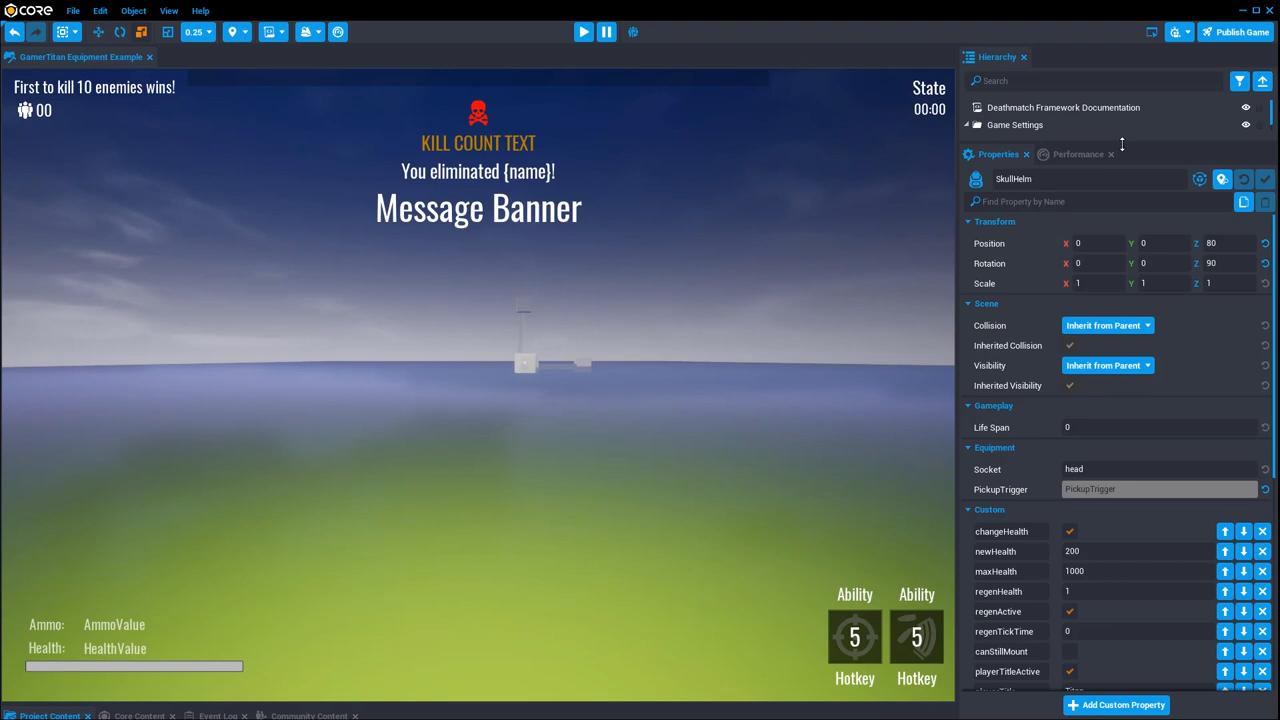 CORE File Edit Object View Help
0.25 Publish Game
GamerTitan Equipment Example
First to kill 10 enemies wins!
00
State
00:00
KILL COUNT TEXT
You eliminated {name}!
Message Banner
Ammo: AmmoValue
Health: HealthValue
Ability Ability
5 5
Hotkey Hotkey
Project Content Core Content Event Log Community Content
Hierarchy
Search
Deathmatch Framework Documentation
Game Settings
Properties Performance
SkullHelm
Find Property by Name
Transform
Position X 0 Y 0 Z 80
Rotation X 0 Y 0 Z 90
Scale X 1 Y 1 Z 1
Scene
Collision Inherit from Parent
Inherited Collision
Visibility Inherit from Parent
Inherited Visibility
Gameplay
Life Span 0
Equipment
Socket head
PickupTrigger PickupTrigger
Custom
changeHealth
newHealth 200
maxHealth 1000
regenHealth 1
regenActive
regenTickTime 0
canStillMount
playerTitleActive
Add Custom Property